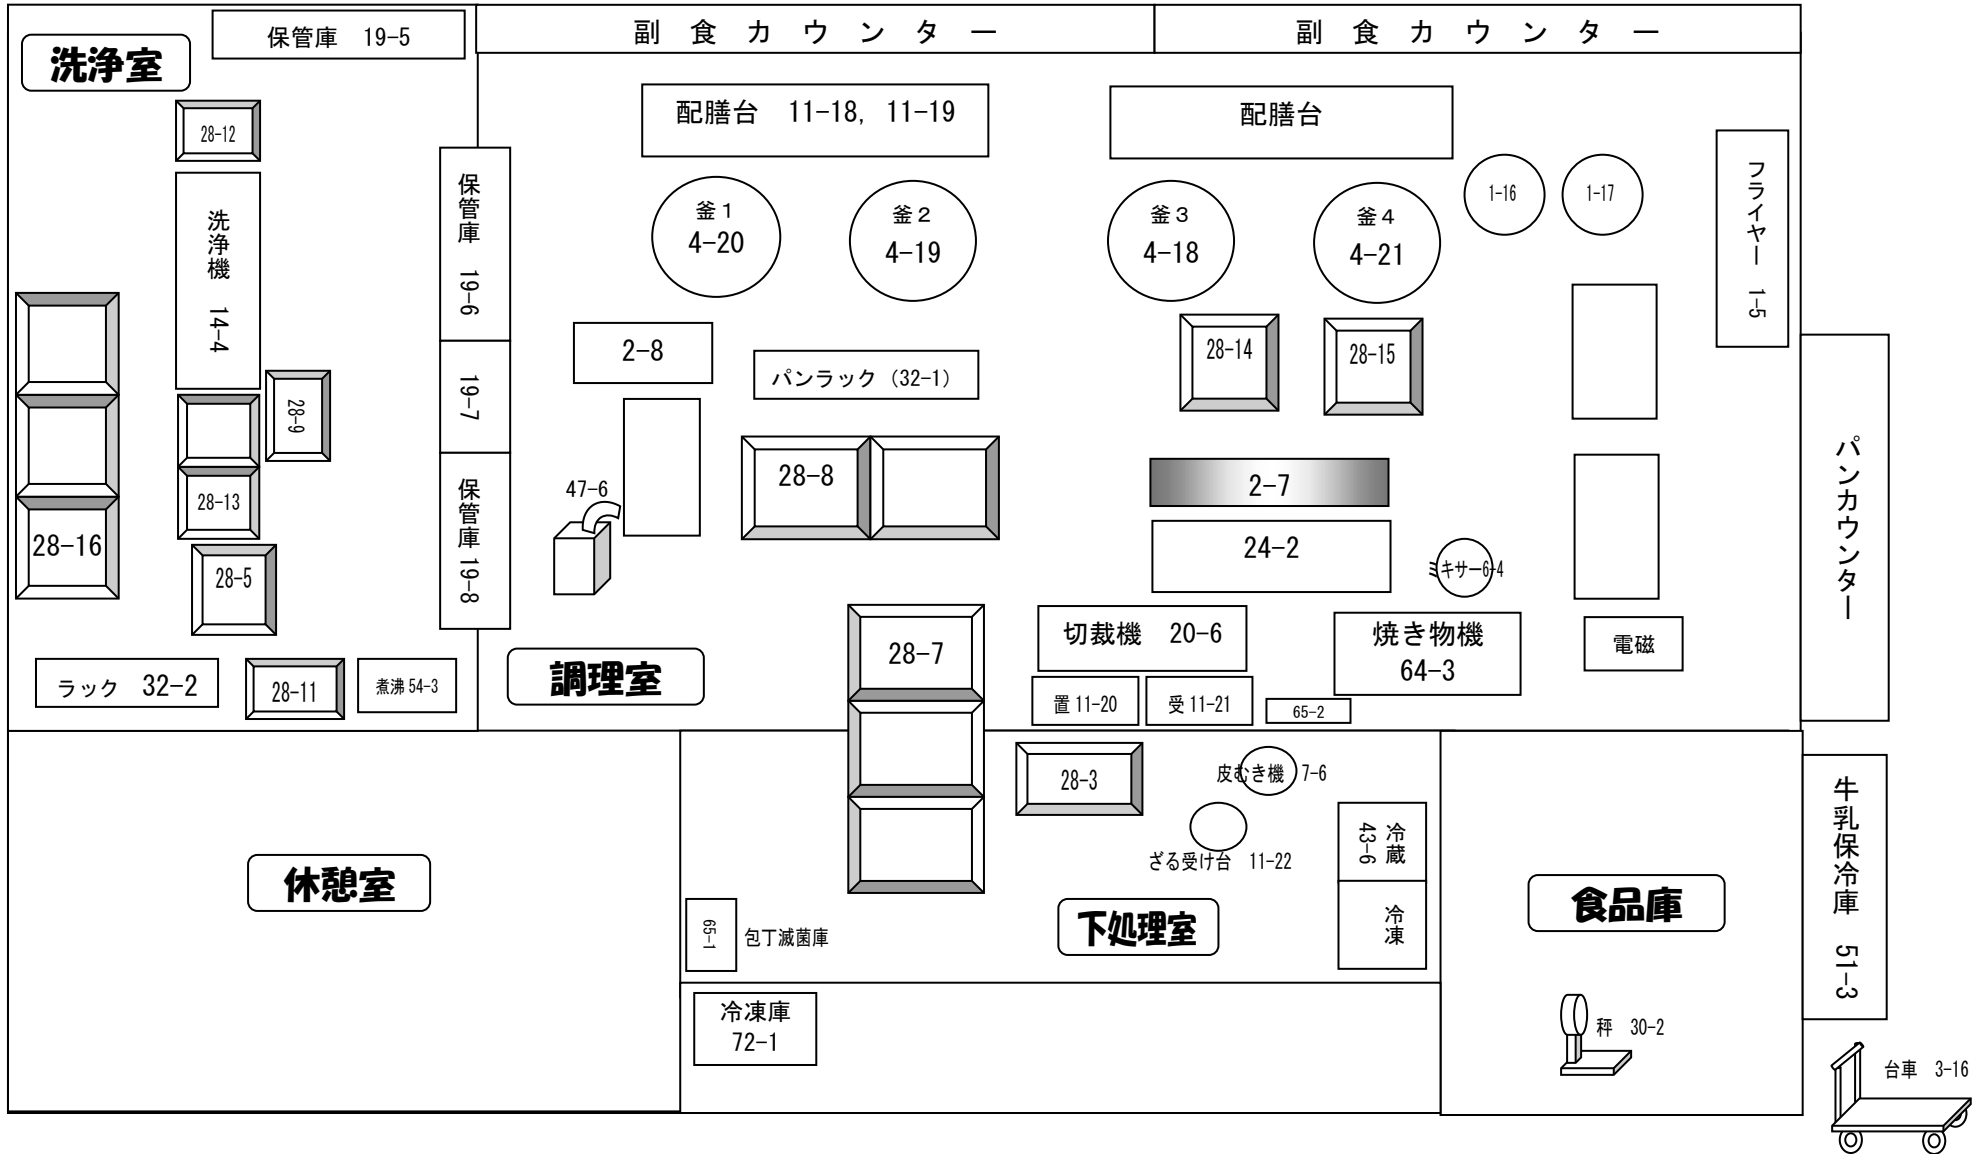 保管庫　19-5
副　食　カ　ウ　ン　タ　ー
副　食　カ　ウ　ン　タ　ー
洗浄室
28-12
洗浄機　14-4
28-9
28-13
28-16
28-5
ラック　32-2
28-11
煮沸 54-3
保管庫　19-6
19-7
保管庫 19-8
配膳台　11-18, 11-19
配膳台
釜１
4-20
釜２
4-19
釜３
4-18
釜４
4-21
1-16
1-17
フライヤー　1-5
2-8
パンラック（32-1）
28-14
28-15
28-8
47-6
2-7
24-2
キサー6-4
パンカウンター
調理室
28-7
切裁機　20-6
焼き物機
64-3
電磁
置 11-20
受 11-21
65-2
28-3
皮むき機　7-6
ざる受け台　11-22
冷蔵
43-6
冷凍
牛乳保冷庫　51-3
休憩室
65-1
包丁滅菌庫
下処理室
食品庫
冷凍庫
72-1
秤　30-2
台車　3-16